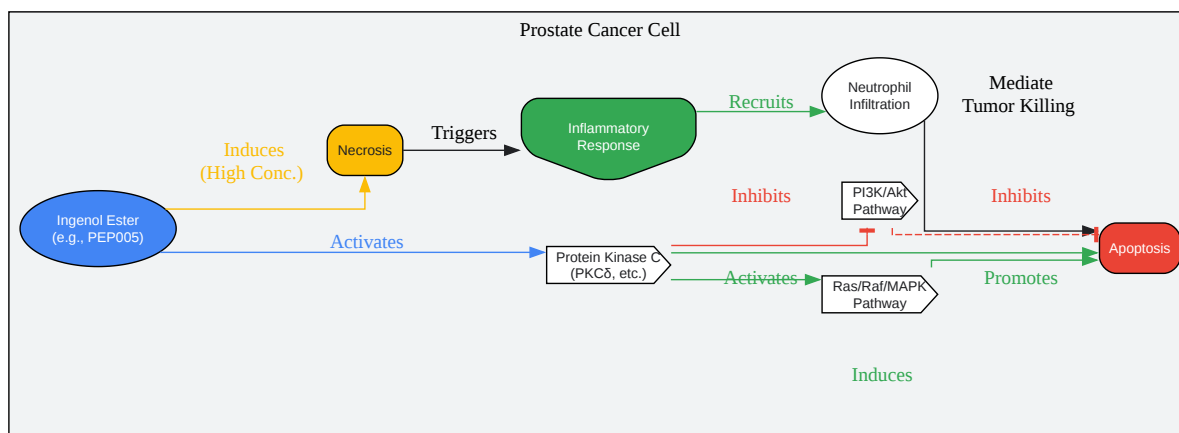 Prostate Cancer Cell
Neutrophil
Infiltration
Mediate
Tumor Killing
Recruits
Inflammatory
Response
Triggers
Necrosis
Induces
(High Conc.)
Inhibits
PI3K/Akt
Pathway
Inhibits
Ingenol Ester
(e.g., PEP005)
Activates
Protein Kinase C
(PKCδ, etc.)
Apoptosis
Activates
Ras/Raf/MAPK
Pathway
Promotes
Induces